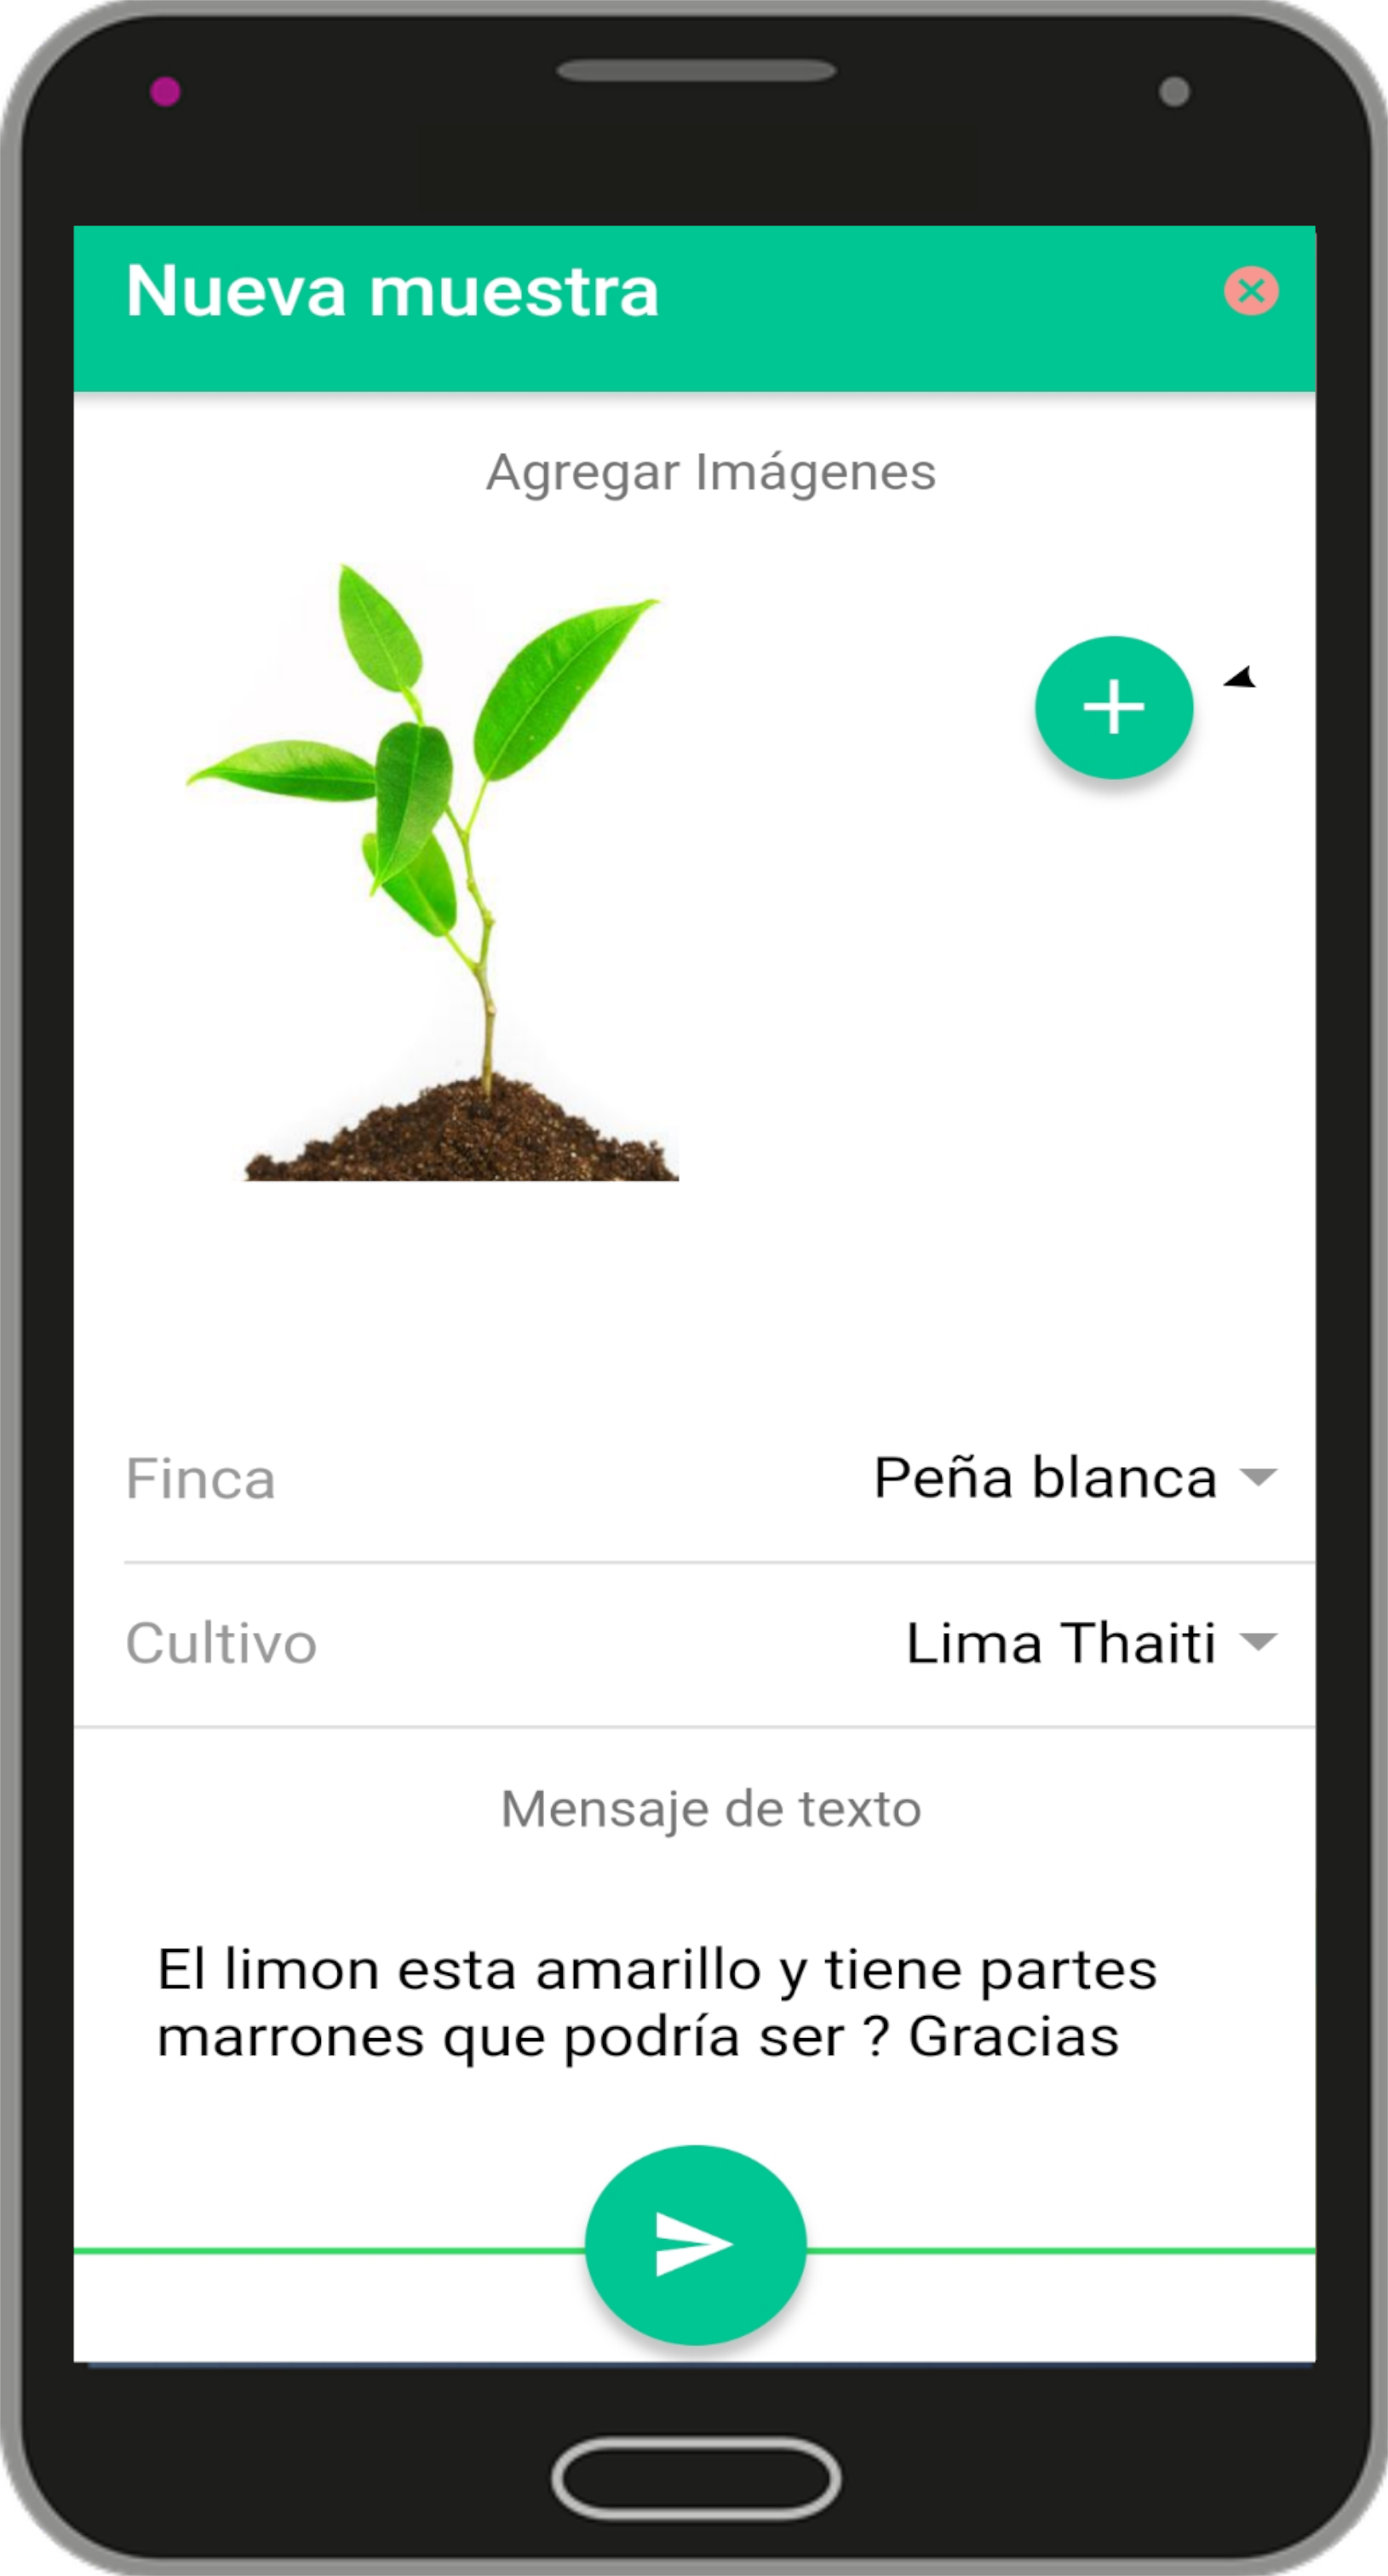 Nueva muestra
Agregar Imágenes
Finca
Peña blanca
Cultivo
Lima Thaiti
Mensaje de texto
El limon esta amarillo y tiene partes
marrones que podría ser ? Gracias